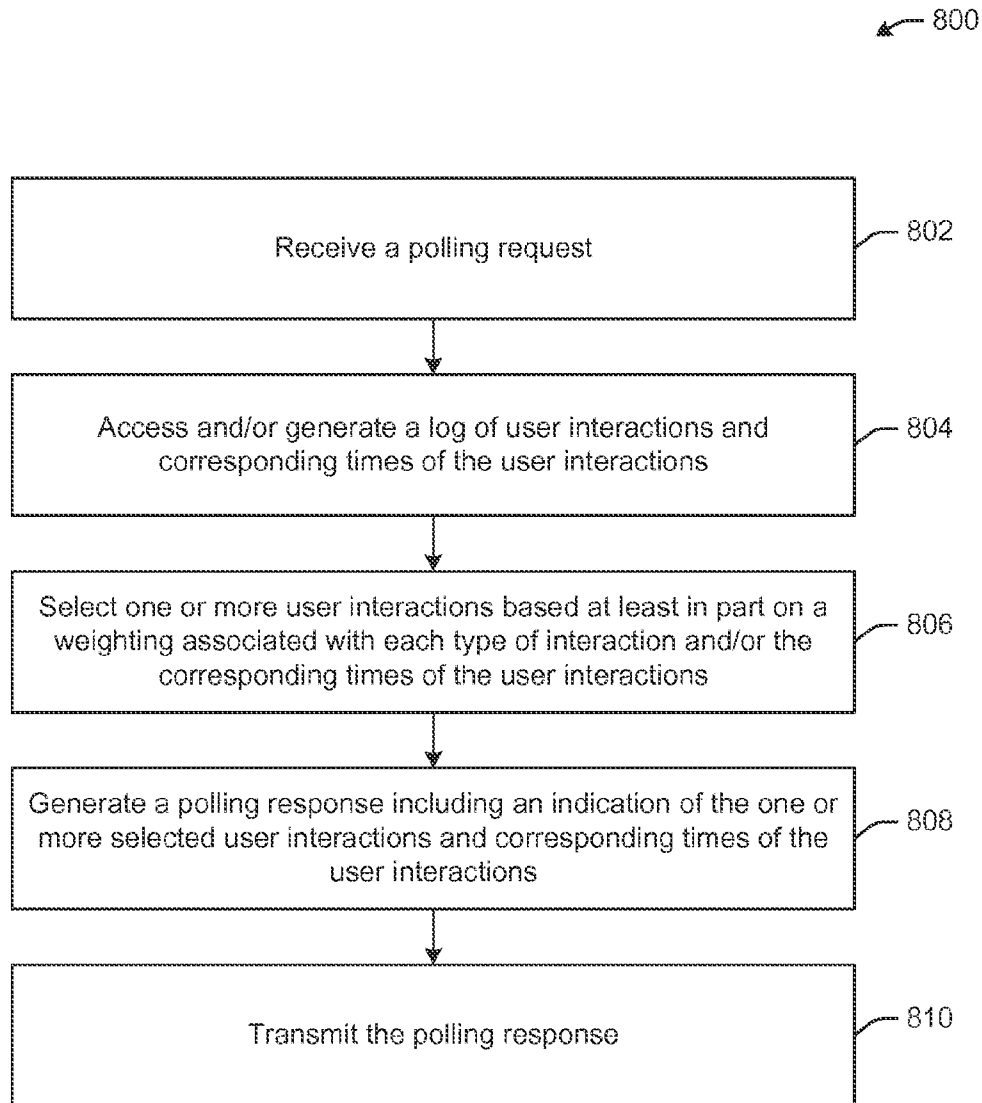 800
Receive a polling request
802
Access and/or generate a log of user interactions and
corresponding times of the user interactions
804
Select one or more user interactions based at least in part on a
weighting associated with each type of interaction and/or the
corresponding times of the user interactions
806
Generate a polling response including an indication of the one or
more selected user interactions and corresponding times of the
user interactions
808
Transmit the polling response
810